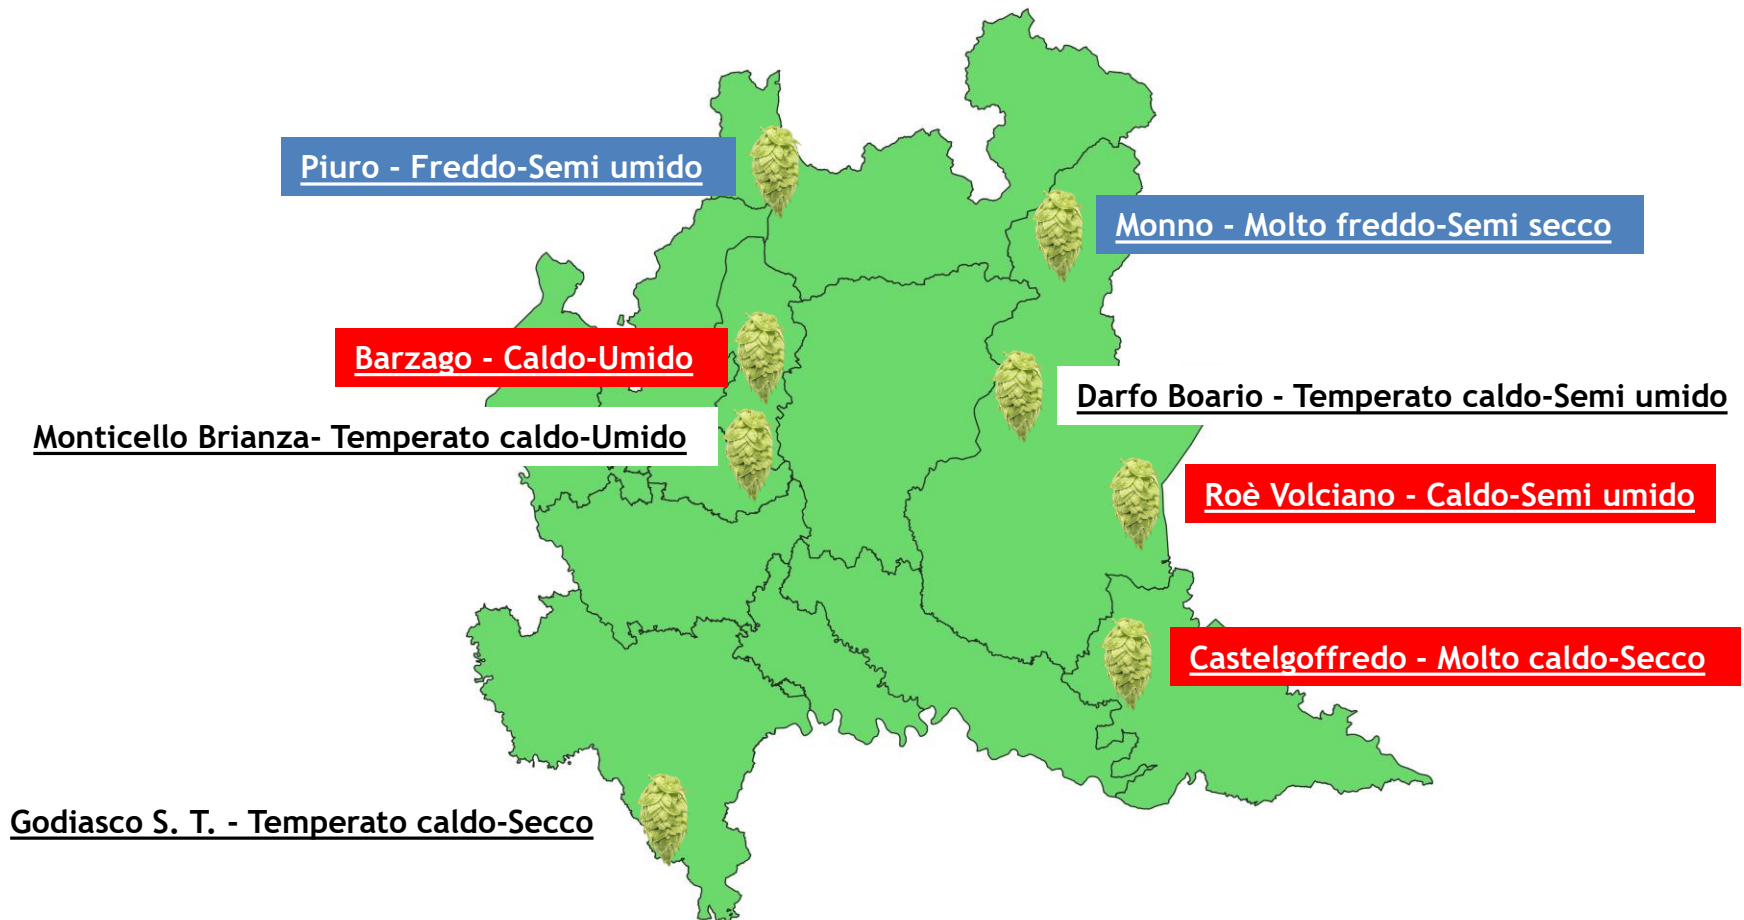 Piuro - Freddo-Semi umido
Monno - Molto freddo-Semi secco
Barzago - Caldo-Umido
Darfo Boario - Temperato caldo-Semi umido
Monticello Brianza- Temperato caldo-Umido
Roè Volciano - Caldo-Semi umido
Castelgoffredo - Molto caldo-Secco
Godiasco S. T. - Temperato caldo-Secco